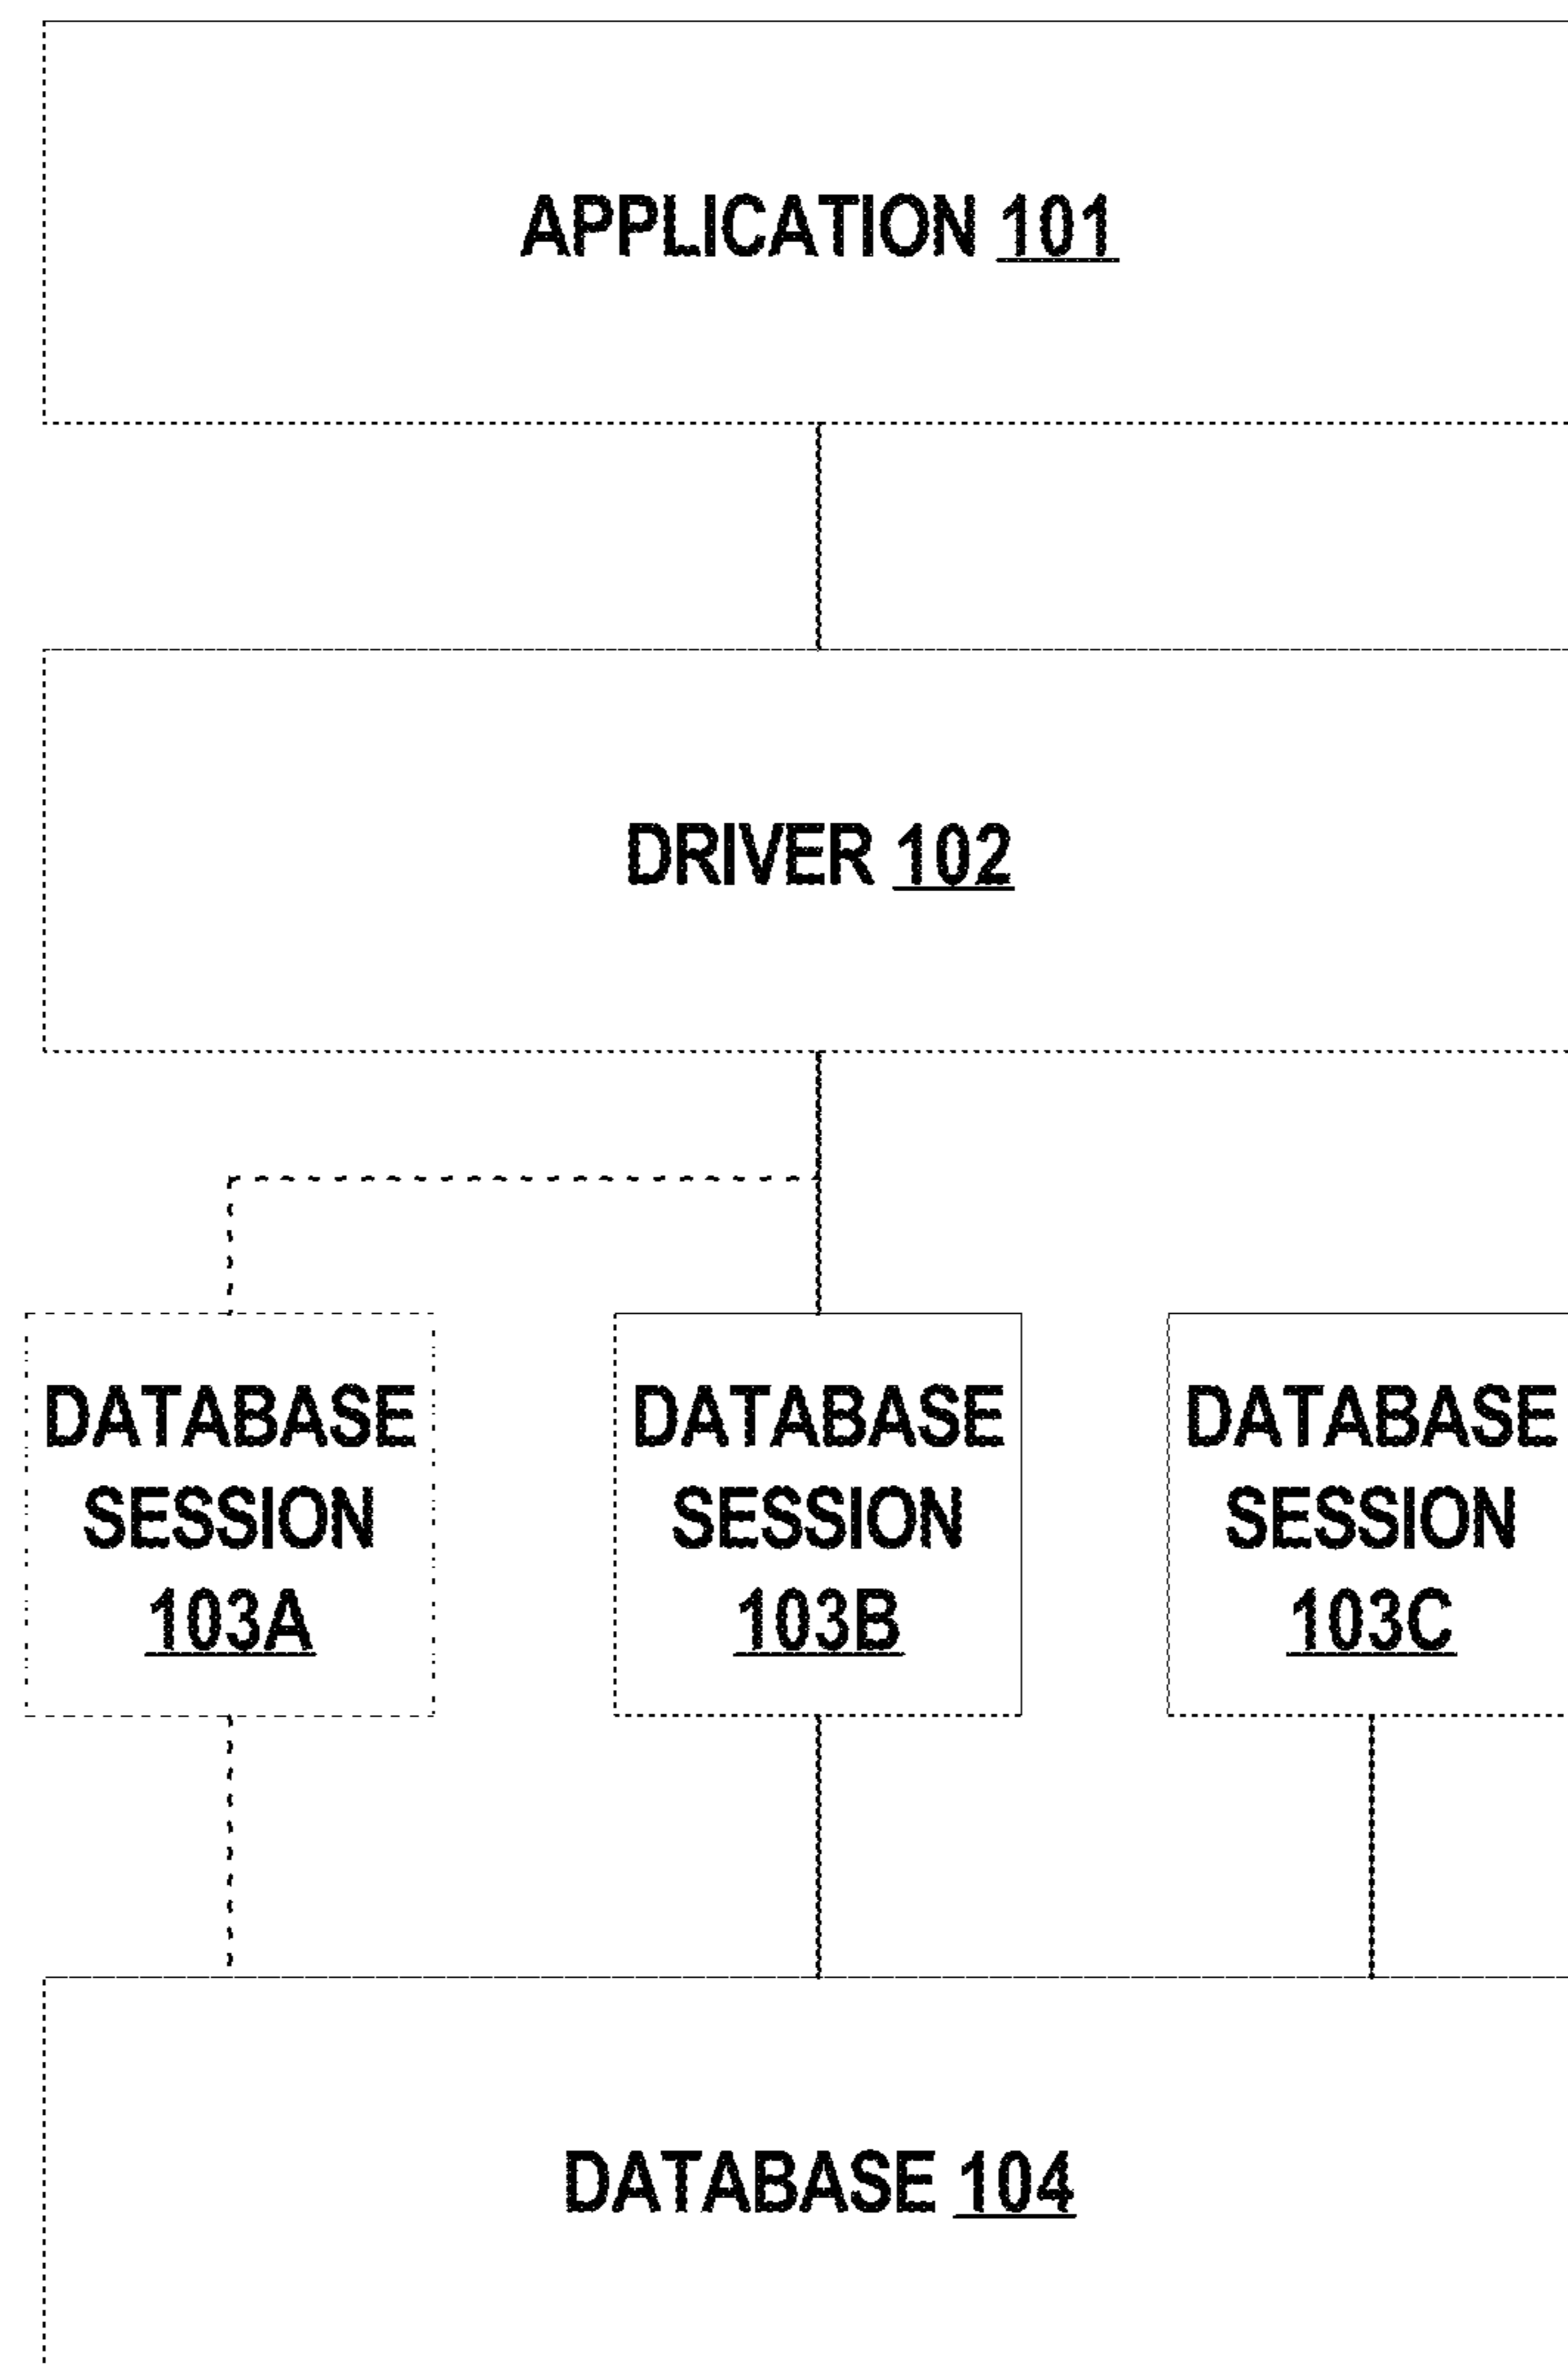 APPLICATION 101
DRIVER 102
DATABASE
SESSION
103A
DATABASE
SESSION
103B
DATABASE
SESSION
103C
DATABASE 104